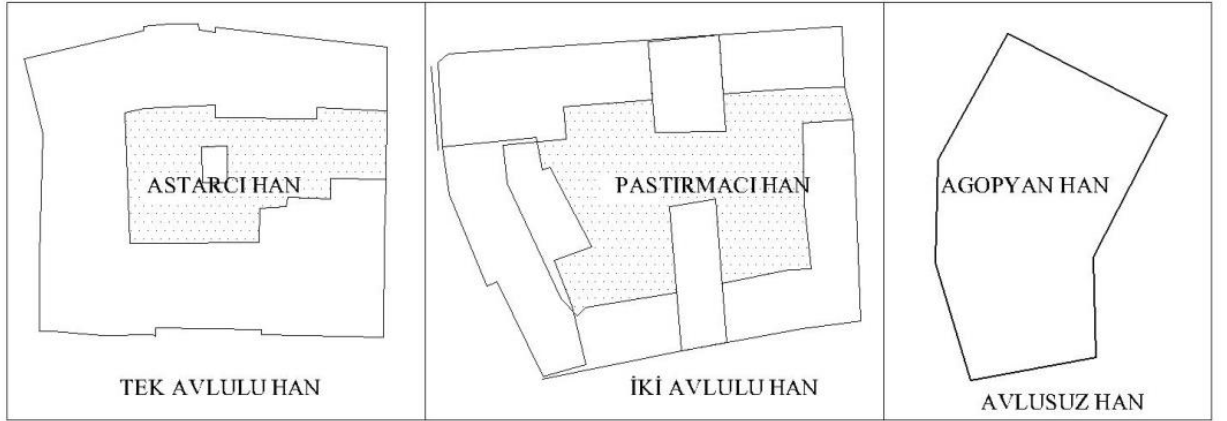 ASTARCI HAN
TEK AVLULU HAN
PASTIRMACI HAN
İKİ AVLULU HAN
AGOPYAN HAN
AVLUSUZ HAN